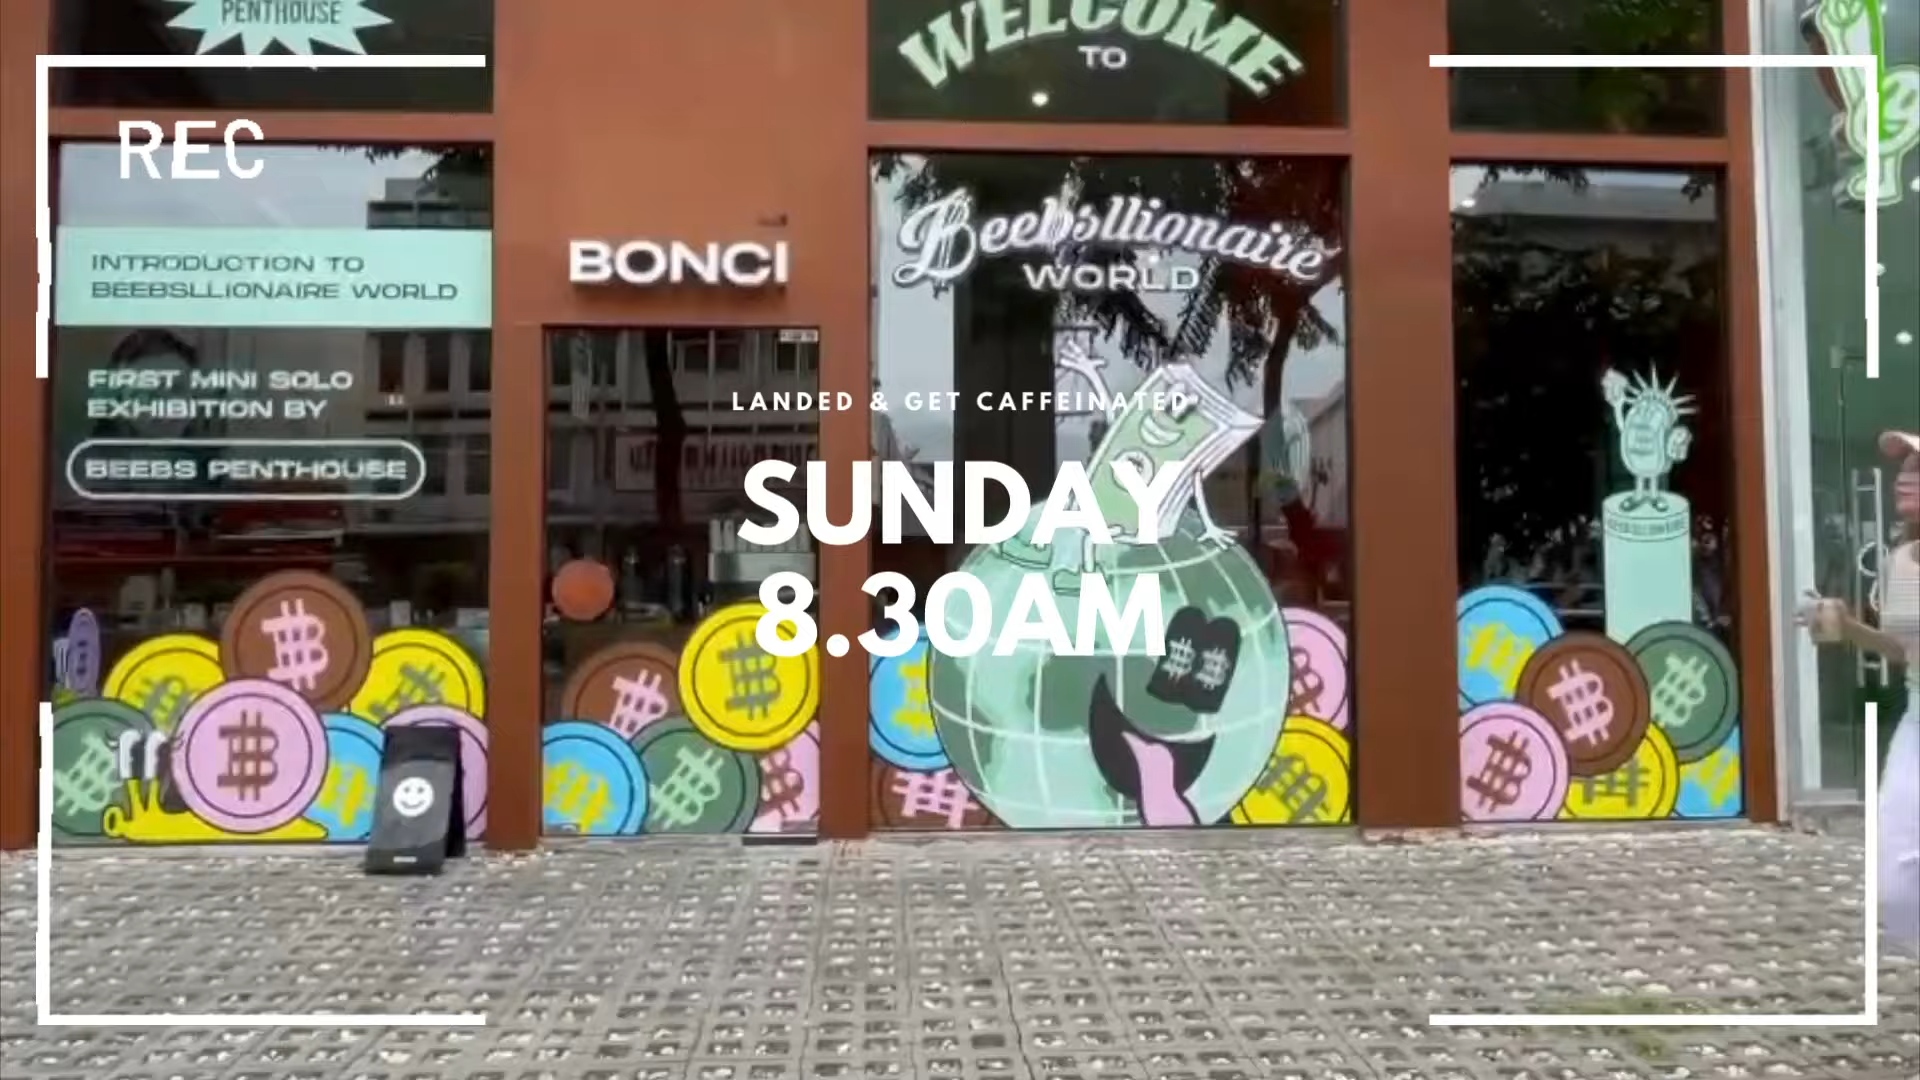 PENTHOUSE
WELCOME
TO
REC
INTRODUCTION TO
BEEBSLLIONAIRE WORLD
BONCI
Beebsllionaire
WORLD
FIRST MINI SOLO
EXHIBITION BY
BEEBS PENTHOUSE
LANDED & GET CAFFEINATED
SUNDAY
8.30AM